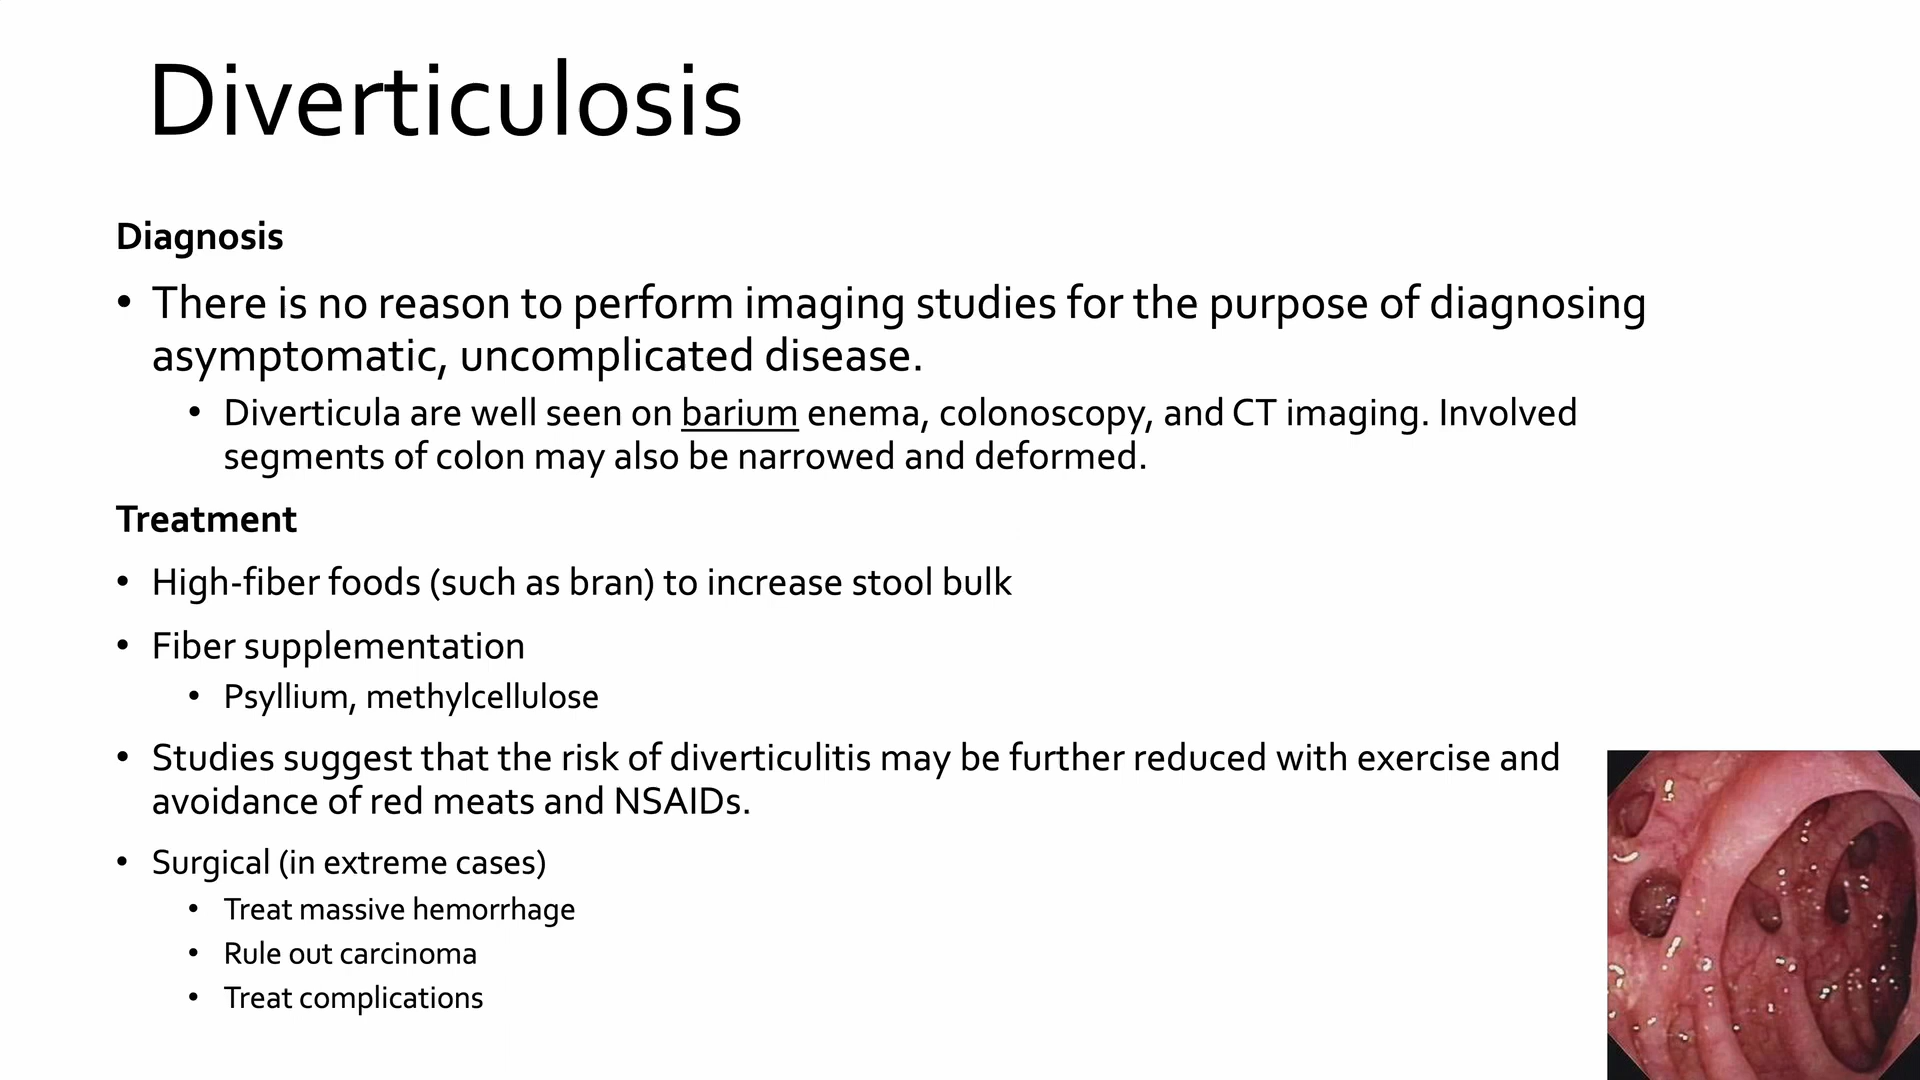 Diverticulosis
Diagnosis
• There is no reason to perform imaging studies for the purpose of diagnosing
asymptomatic, uncomplicated disease.
• Diverticula are well seen on barium enema, colonoscopy, and CT imaging. Involved
segments of colon may also be narrowed and deformed.
Treatment
• High-fiber foods (such as bran) to increase stool bulk
• Fiber supplementation
• Psyllium, methylcellulose
• Studies suggest that the risk of diverticulitis may be further reduced with exercise and
avoidance of red meats and NSAIDs.
• Surgical (in extreme cases)
• Treat massive hemorrhage
• Rule out carcinoma
• Treat complications